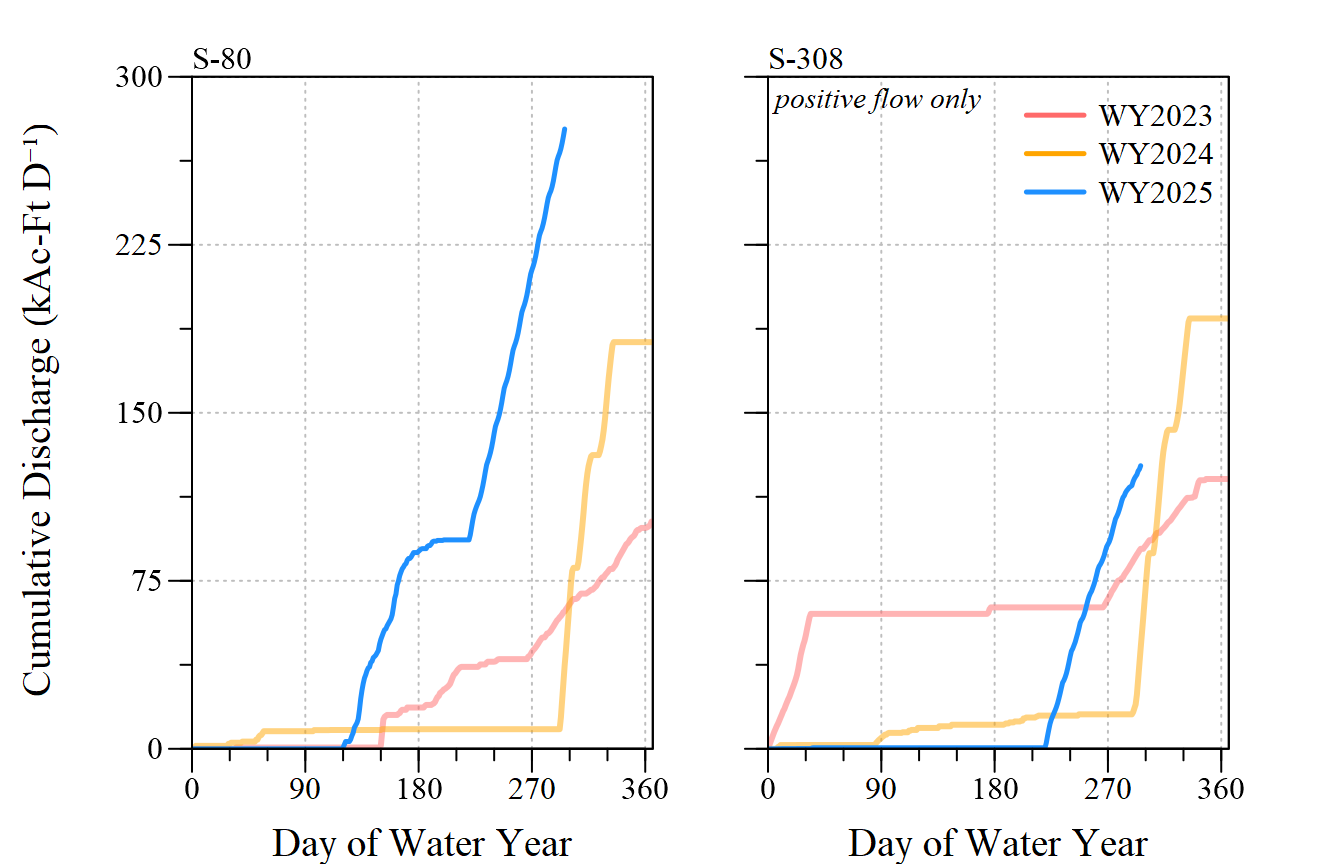 S-80
S-308
positive flow only
WY2023
WY2024
WY2025
Cumulative Discharge (kAc-Ft D⁻¹)
300
225
150
75
0
0 90 180 270 360
0 90 180 270 360
Day of Water Year
Day of Water Year